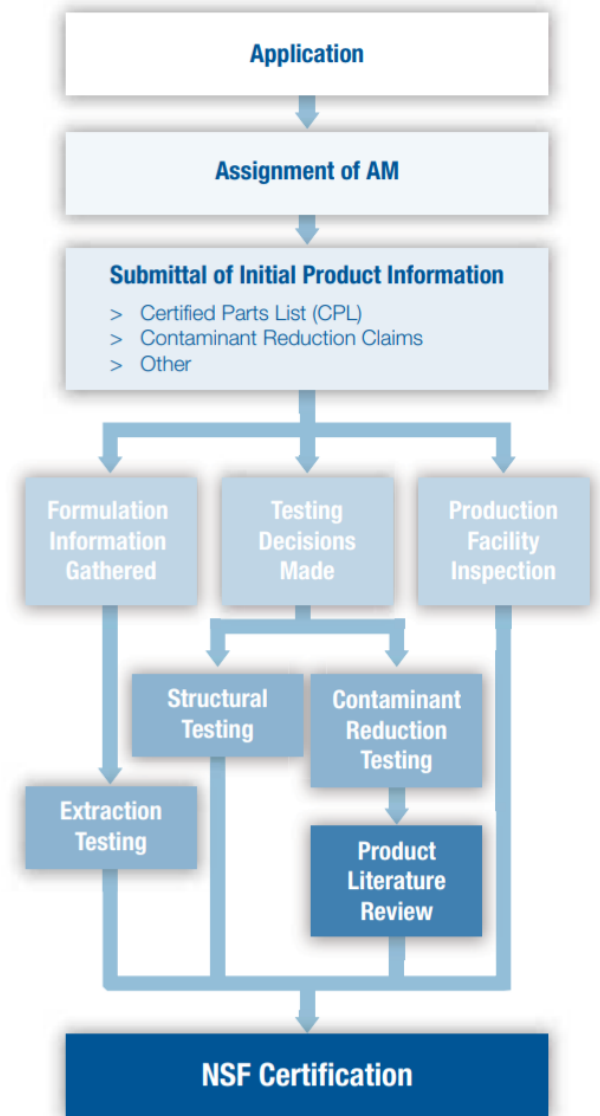 Application
Assignment of AM
Submittal of Initial Product Information
> Certified Parts List (CPL)
> Contaminant Reduction Claims
> Other
Formulation
Information
Gathered
Testing
Decisions
Made
Production
Facility
Inspection
Structural
Testing
Contaminant
Reduction
Testing
Extraction
Testing
Product
Literature
Review
NSF Certification